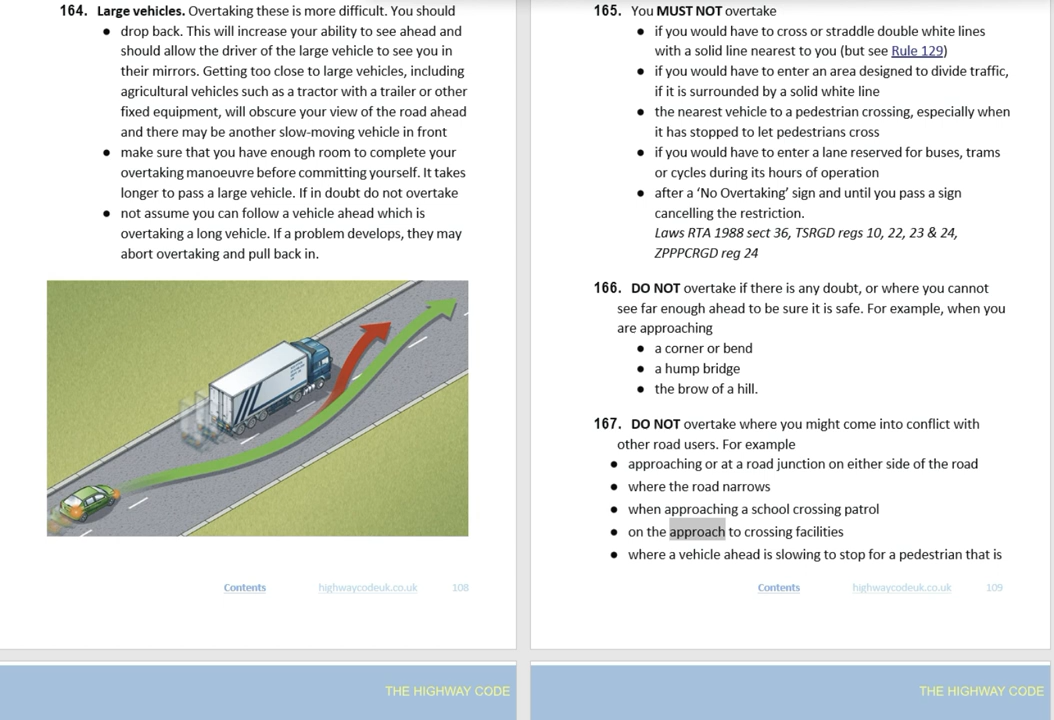 164. Large vehicles. Overtaking these is more difficult. You should
● drop back. This will increase your ability to see ahead and
should allow the driver of the large vehicle to see you in
their mirrors. Getting too close to large vehicles, including
agricultural vehicles such as a tractor with a trailer or other
fixed equipment, will obscure your view of the road ahead
and there may be another slow-moving vehicle in front
● make sure that you have enough room to complete your
overtaking manoeuvre before committing yourself. It takes
longer to pass a large vehicle. If in doubt do not overtake
● not assume you can follow a vehicle ahead which is
overtaking a long vehicle. If a problem develops, they may
abort overtaking and pull back in.
Contents highwaycodeuk.co.uk 108
THE HIGHWAY CODE
165. You MUST NOT overtake
● if you would have to cross or straddle double white lines
with a solid line nearest to you (but see Rule 129)
● if you would have to enter an area designed to divide traffic,
if it is surrounded by a solid white line
● the nearest vehicle to a pedestrian crossing, especially when
it has stopped to let pedestrians cross
● if you would have to enter a lane reserved for buses, trams
or cycles during its hours of operation
● after a ‘No Overtaking’ sign and until you pass a sign
cancelling the restriction.
Laws RTA 1988 sect 36, TSRGD regs 10, 22, 23 & 24,
ZPPPCRGD reg 24
166. DO NOT overtake if there is any doubt, or where you cannot
see far enough ahead to be sure it is safe. For example, when you
are approaching
● a corner or bend
● a hump bridge
● the brow of a hill.
167. DO NOT overtake where you might come into conflict with
other road users. For example
● approaching or at a road junction on either side of the road
● where the road narrows
● when approaching a school crossing patrol
● on the approach to crossing facilities
● where a vehicle ahead is slowing to stop for a pedestrian that is
Contents highwaycodeuk.co.uk 109
THE HIGHWAY CODE